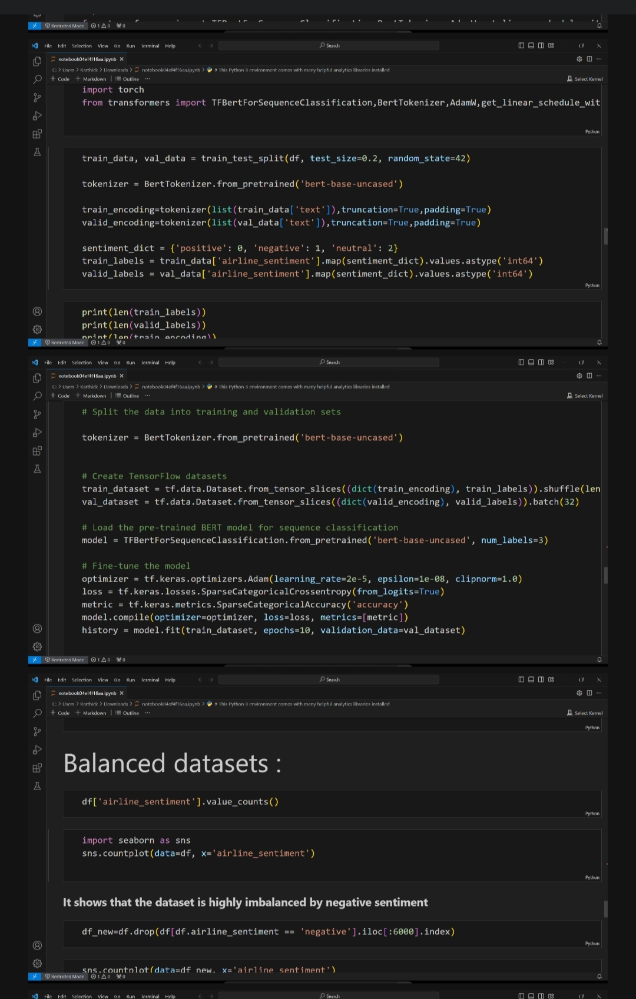 Restricted Mode 1 0 0
File Edit Selection View Go Run Terminal Help Search
notebook04ef4f16aa.ipynb
C: > Users > Karthick > Downloads > notebook04ef4f16aa.ipynb > # This Python 3 environment comes with many helpful analytics libraries installed
+ Code + Markdown | Outline ... Select Kernel
import torch
from transformers import TFBertForSequenceClassification,BertTokenizer,AdamW,get_linear_schedule_wit
Python
train_data, val_data = train_test_split(df, test_size=0.2, random_state=42)
tokenizer = BertTokenizer.from_pretrained('bert-base-uncased')
train_encoding=tokenizer(list(train_data['text']),truncation=True,padding=True)
valid_encoding=tokenizer(list(val_data['text']),truncation=True,padding=True)
sentiment_dict = {'positive': 0, 'negative': 1, 'neutral': 2}
train_labels = train_data['airline_sentiment'].map(sentiment_dict).values.astype('int64')
valid_labels = val_data['airline_sentiment'].map(sentiment_dict).values.astype('int64')
Python
print(len(train_labels))
print(len(valid_labels))
print(len(train_encoding))
Restricted Mode 1 0 0
File Edit Selection View Go Run Terminal Help Search
notebook04ef4f16aa.ipynb
C: > Users > Karthick > Downloads > notebook04ef4f16aa.ipynb > # This Python 3 environment comes with many helpful analytics libraries installed
+ Code + Markdown | Outline ... Select Kernel
# Split the data into training and validation sets
tokenizer = BertTokenizer.from_pretrained('bert-base-uncased')
# Create TensorFlow datasets
train_dataset = tf.data.Dataset.from_tensor_slices((dict(train_encoding), train_labels)).shuffle(len
val_dataset = tf.data.Dataset.from_tensor_slices((dict(valid_encoding), valid_labels)).batch(32)
# Load the pre-trained BERT model for sequence classification
model = TFBertForSequenceClassification.from_pretrained('bert-base-uncased', num_labels=3)
# Fine-tune the model
optimizer = tf.keras.optimizers.Adam(learning_rate=2e-5, epsilon=1e-08, clipnorm=1.0)
loss = tf.keras.losses.SparseCategoricalCrossentropy(from_logits=True)
metric = tf.keras.metrics.SparseCategoricalAccuracy('accuracy')
model.compile(optimizer=optimizer, loss=loss, metrics=[metric])
history = model.fit(train_dataset, epochs=10, validation_data=val_dataset)
Restricted Mode 1 0 0
File Edit Selection View Go Run Terminal Help Search
notebook04ef4f16aa.ipynb
C: > Users > Karthick > Downloads > notebook04ef4f16aa.ipynb > # This Python 3 environment comes with many helpful analytics libraries installed
+ Code + Markdown | Outline ... Select Kernel
Python
Balanced datasets :
df['airline_sentiment'].value_counts()
Python
import seaborn as sns
sns.countplot(data=df, x='airline_sentiment')
Python
It shows that the dataset is highly imbalanced by negative sentiment
df_new=df.drop(df[df.airline_sentiment == 'negative'].iloc[:6000].index)
Python
sns.countplot(data=df_new, x='airline_sentiment')
Restricted Mode 1 0 0
File Edit Selection View Go Run Terminal Help Search